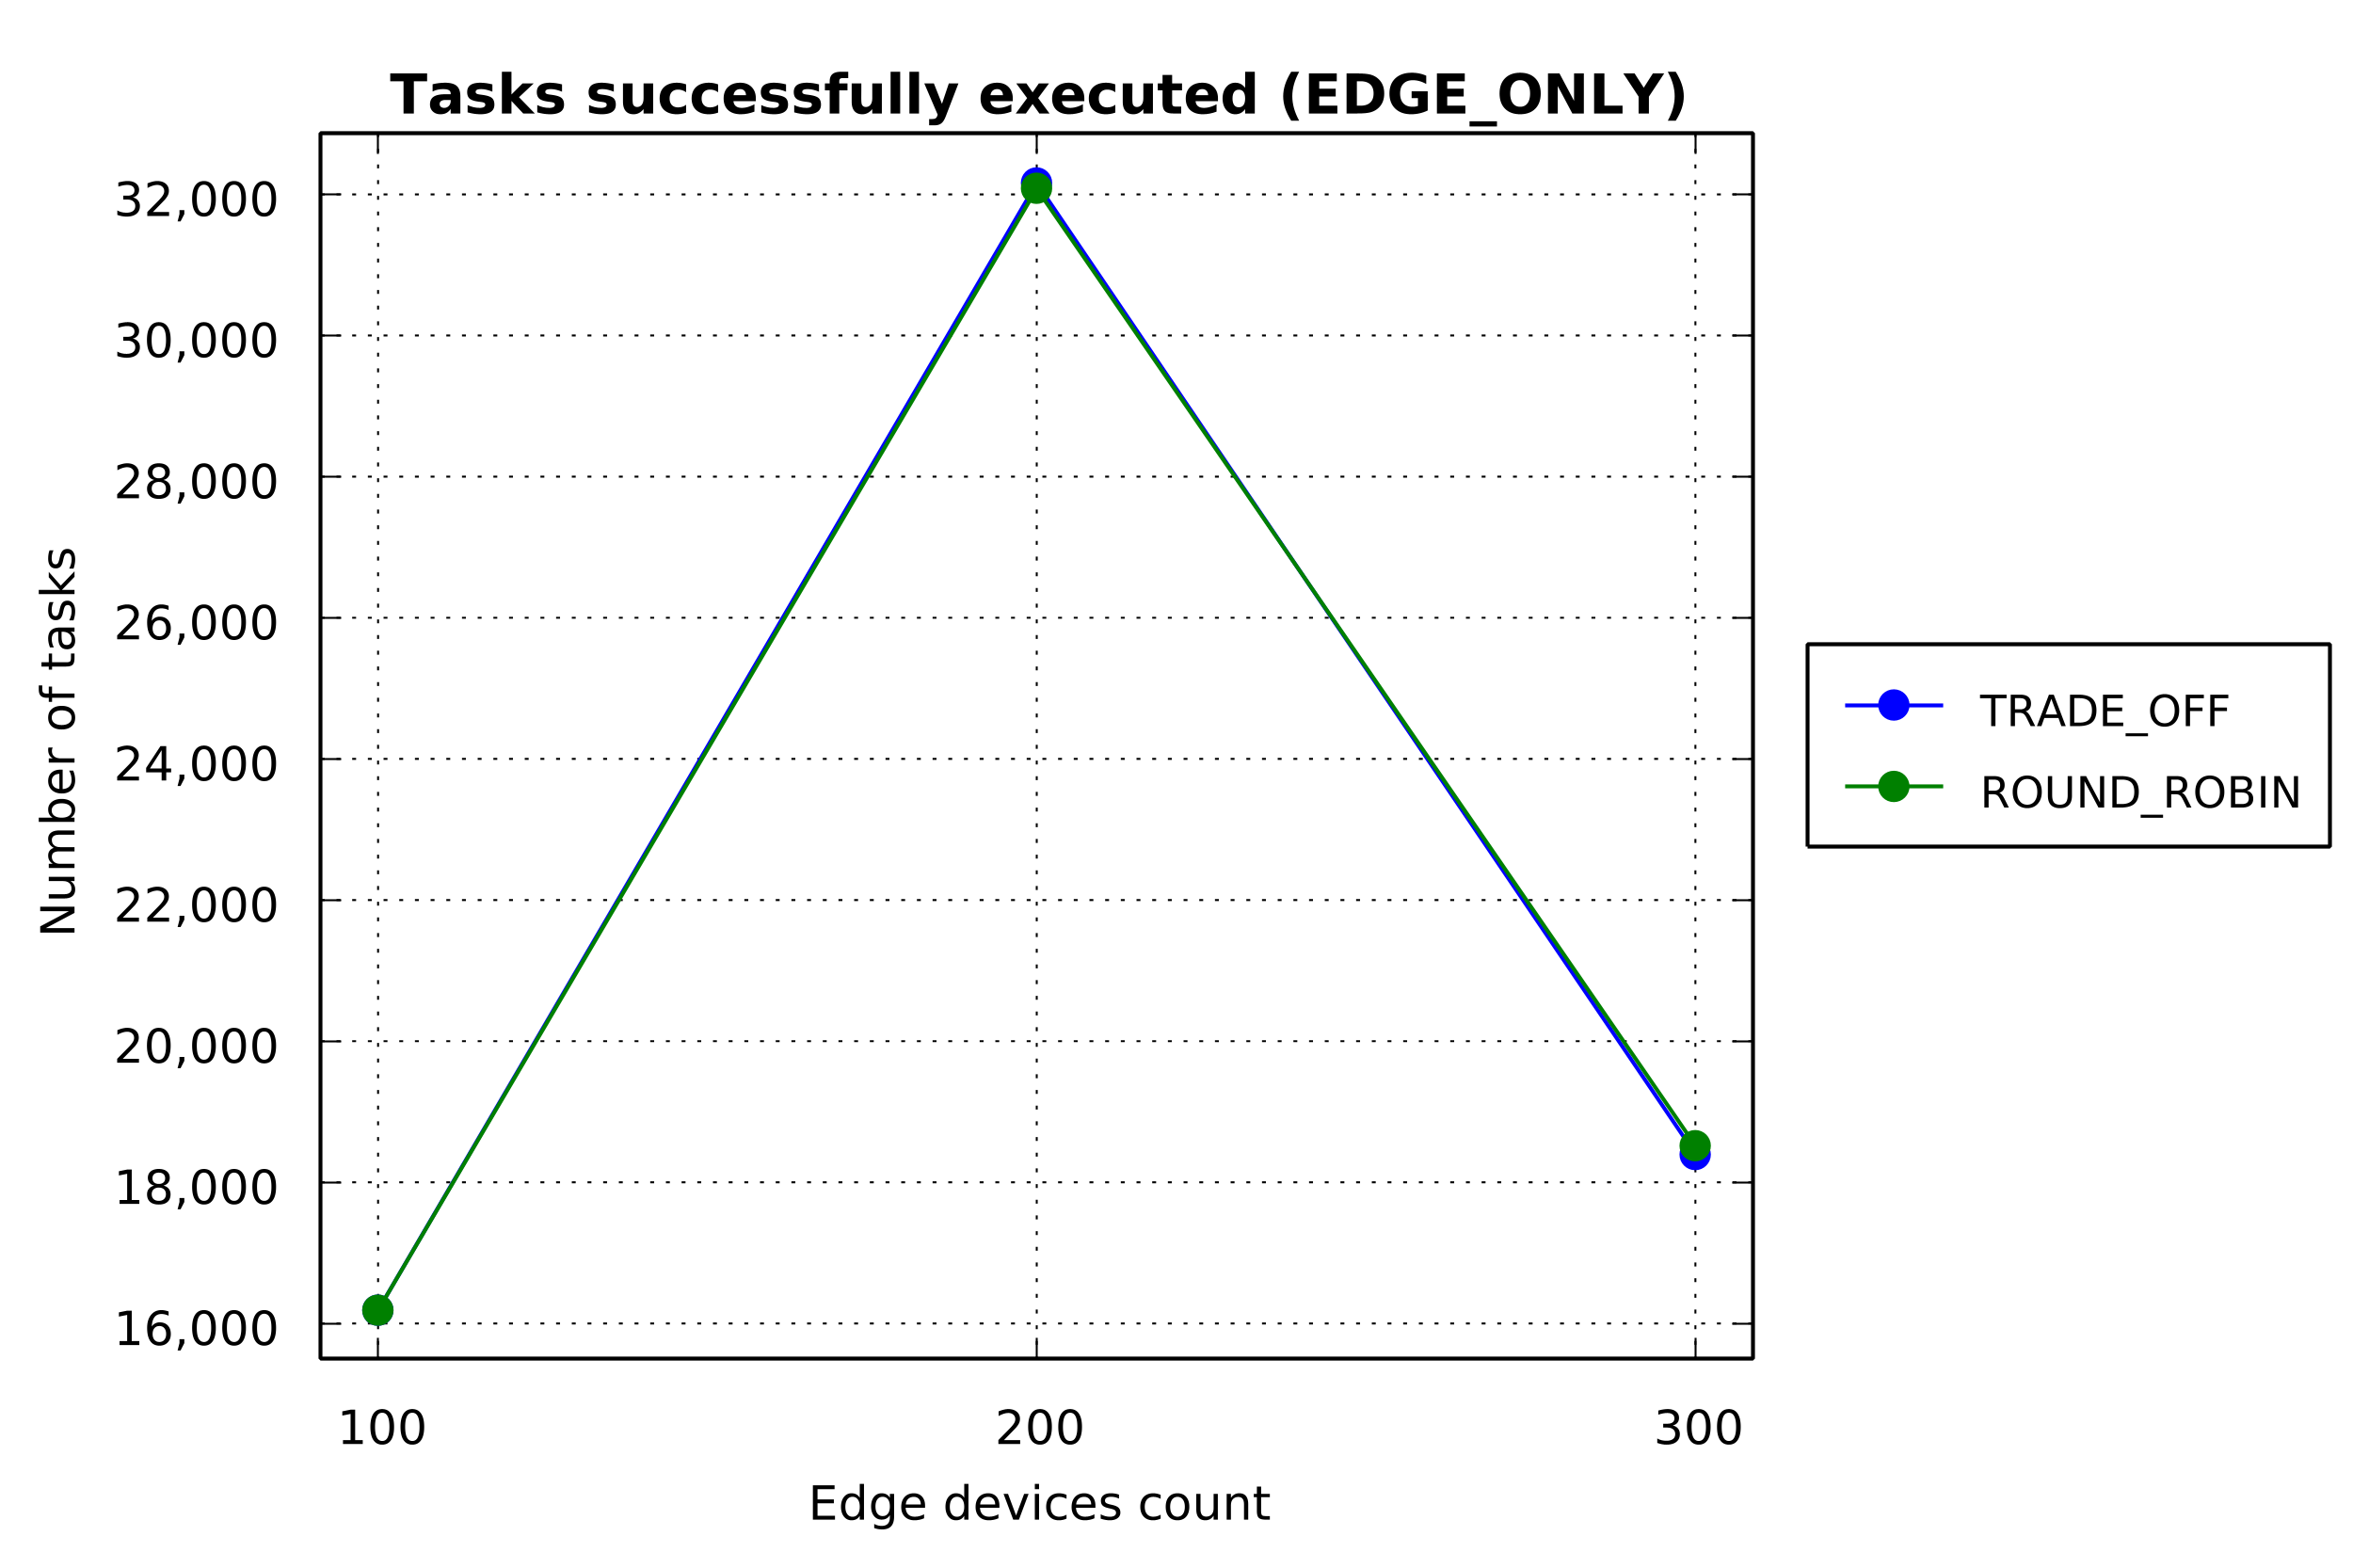 Tasks successfully executed (EDGE_ONLY)
32,000
30,000
28,000
26,000
24,000
22,000
20,000
18,000
16,000
Number of tasks
100 200 300
Edge devices count
TRADE_OFF
ROUND_ROBIN